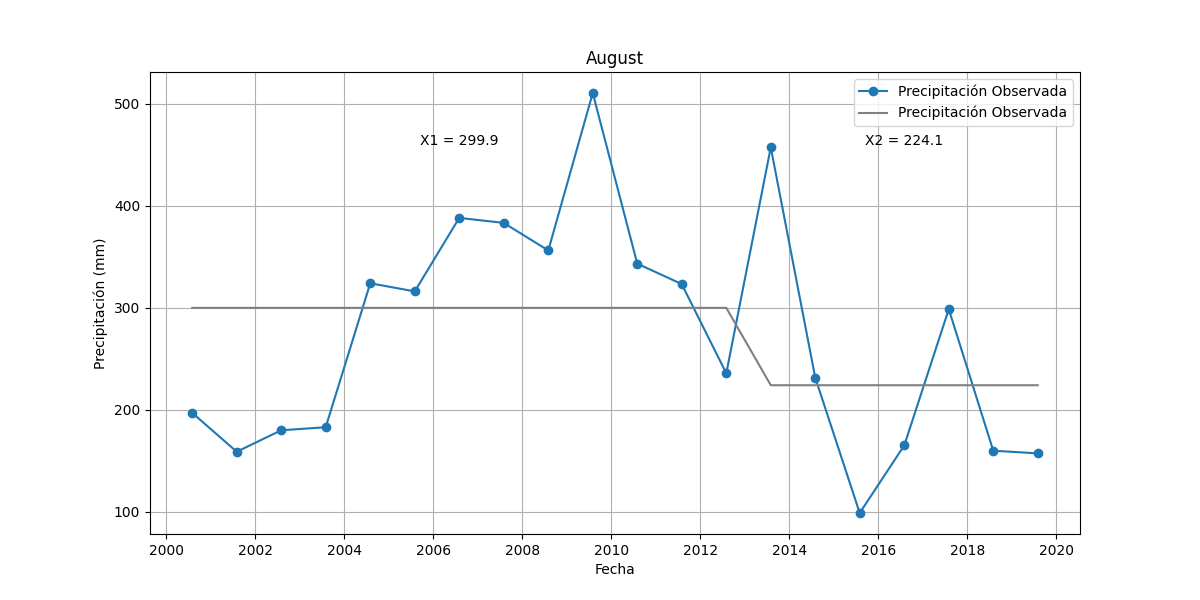 August
Precipitación Observada
Precipitación Observada
X1 = 299.9
X2 = 224.1
Precipitación (mm)
500
400
300
200
100
2000 2002 2004 2006 2008 2010 2012 2014 2016 2018 2020
Fecha